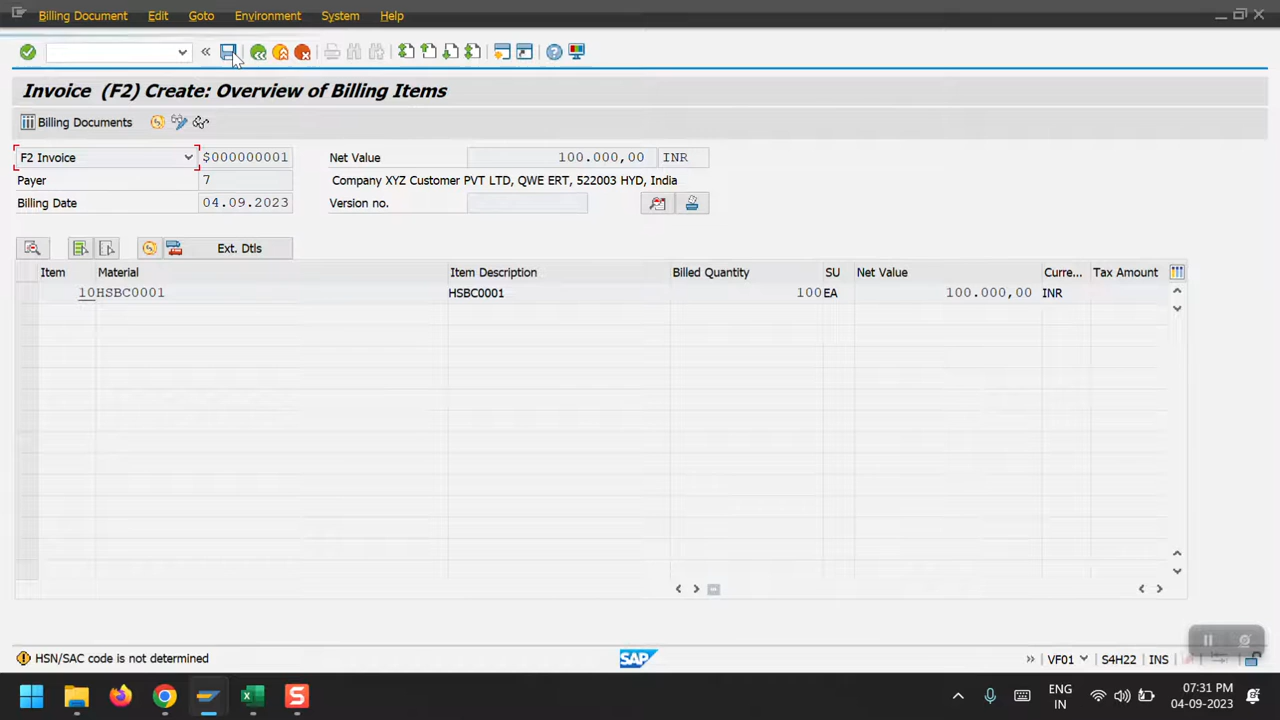 Billing Document Edit Goto Environment System Help
Invoice (F2) Create: Overview of Billing Items
Billing Documents
F2 Invoice $000000001 Net Value 100.000,00 INR
Payer 7 Company XYZ Customer PVT LTD, QWE ERT, 522003 HYD, India
Billing Date 04.09.2023 Version no.
Ext. Dtls
Item Material Item Description Billed Quantity SU Net Value Curre... Tax Amount
10 HSBC0001 HSBC0001 100 EA 100.000,00 INR
HSN/SAC code is not determined SAP VF01 S4H22 INS
ENG 07:31 PM
IN 04-09-2023